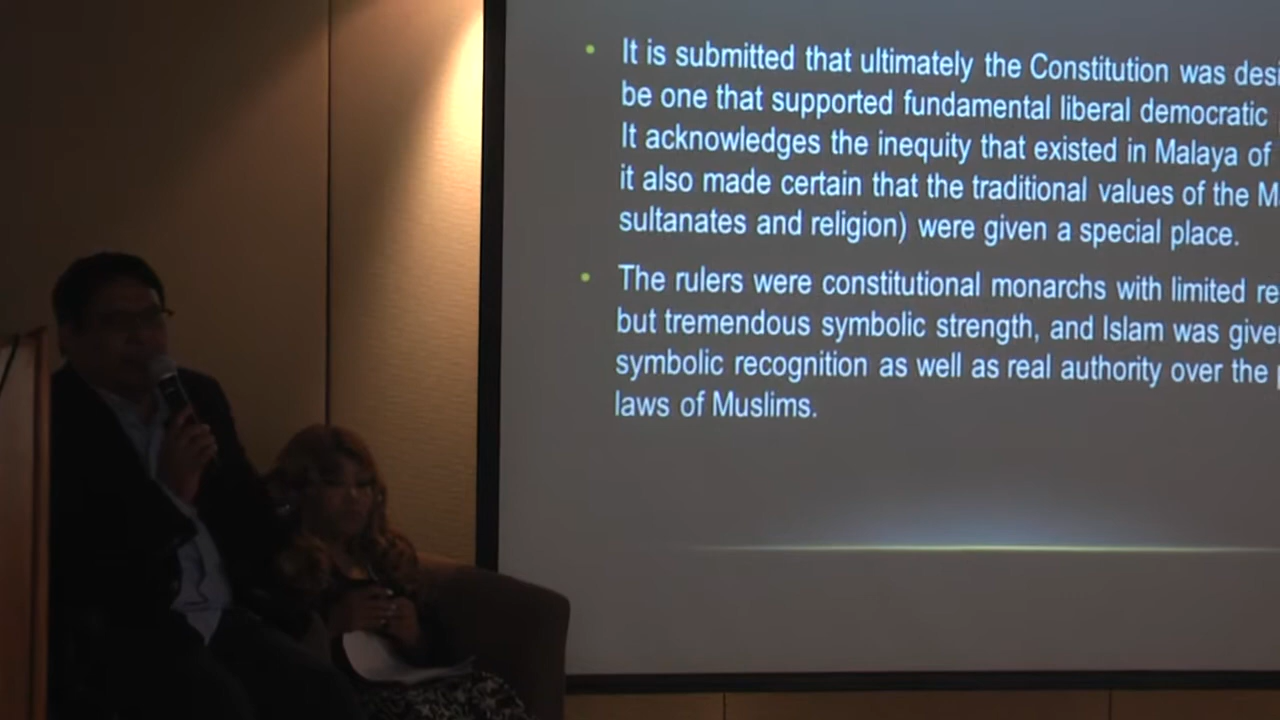 • It is submitted that ultimately the Constitution was
be one that supported fundamental liberal democratic
It acknowledges the inequity that existed in Malaya of
it also made certain that the traditional values of the
sultanates and religion) were given a special place.
• The rulers were constitutional monarchs with limited
but tremendous symbolic strength, and Islam was
symbolic recognition as well as real authority over the
laws of Muslims.